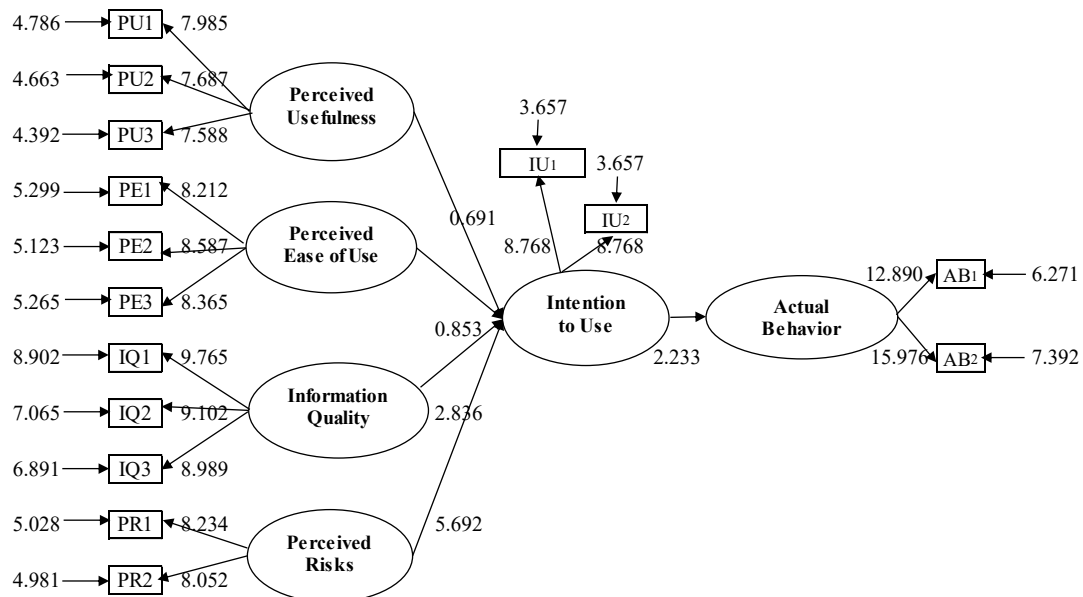 4.786 PU1 7.985
4.663 PU2 7.687
4.392 PU3 7.588
Perceived
Usefulness
5.299 PE1 8.212
5.123 PE2 8.587
5.265 PE3 8.365
Perceived
Ease of Use
8.902 IQ1 9.765
7.065 IQ2 9.102
6.891 IQ3 8.989
Information
Quality
5.028 PR1 8.234
4.981 PR2 8.052
Perceived
Risks
0.691
0.853
2.836
5.692
3.657
IU1
3.657
IU2
8.768 8.768
Intention
to Use
2.233
Actual
Behavior
12.890 AB1 6.271
15.976 AB2 7.392